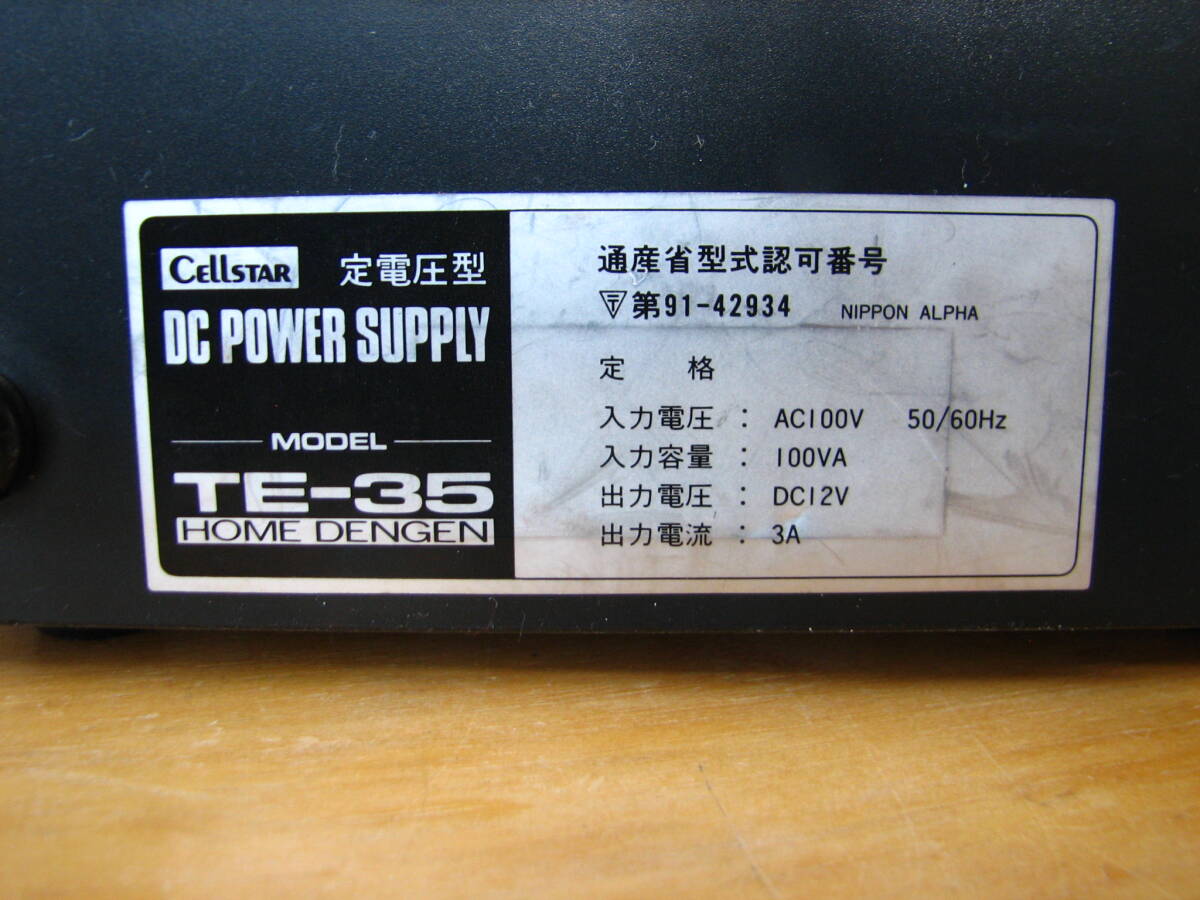 CELLSTAR 定電圧型
DC POWER SUPPLY
MODEL
TE-35
HOME DENGEN
通産省型式認可番号
第91-42934 NIPPON ALPHA
定 格
入力電圧 : AC100V 50/60Hz
入力容量 : 100VA
出力電圧 : DC12V
出力電流 : 3A